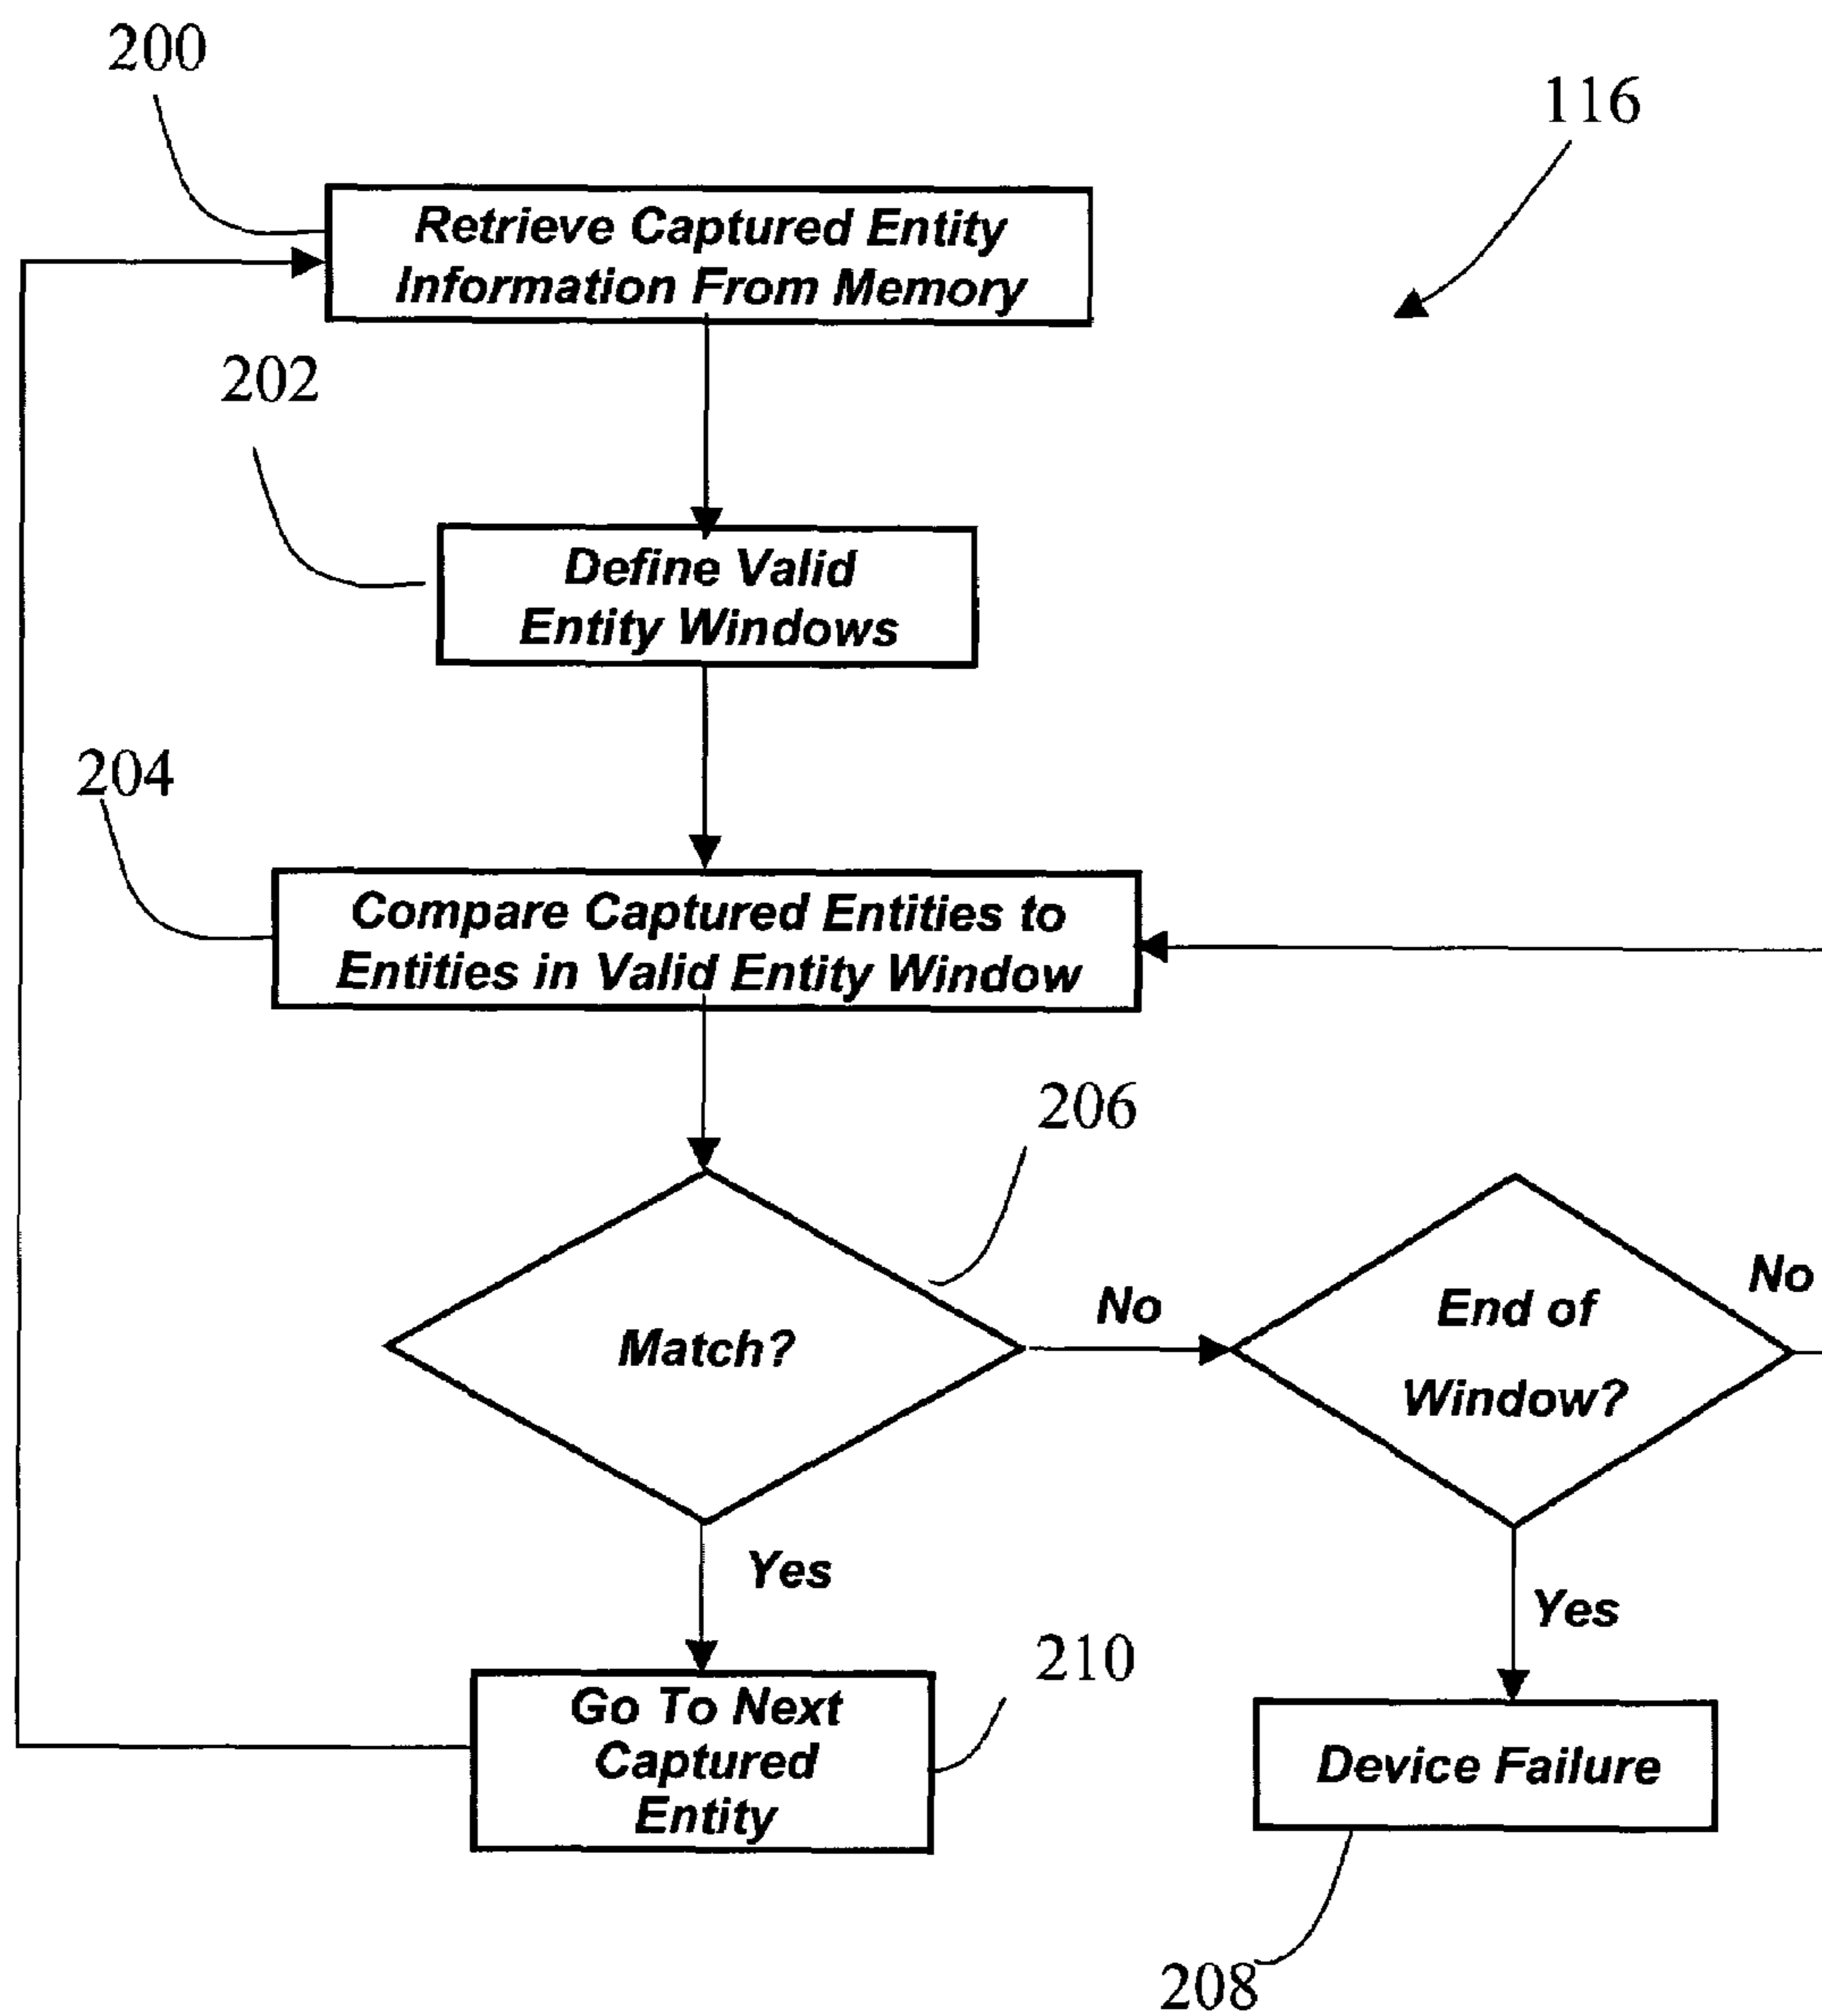 200
116
Retrieve Captured Entity
Information From Memory
202
Define Valid
Entity Windows
204
Compare Captured Entities to
Entities in Valid Entity Window
206
Match?
No
End of
Window?
No
Yes
Yes
Go To Next
Captured
Entity
210
Device Failure
208